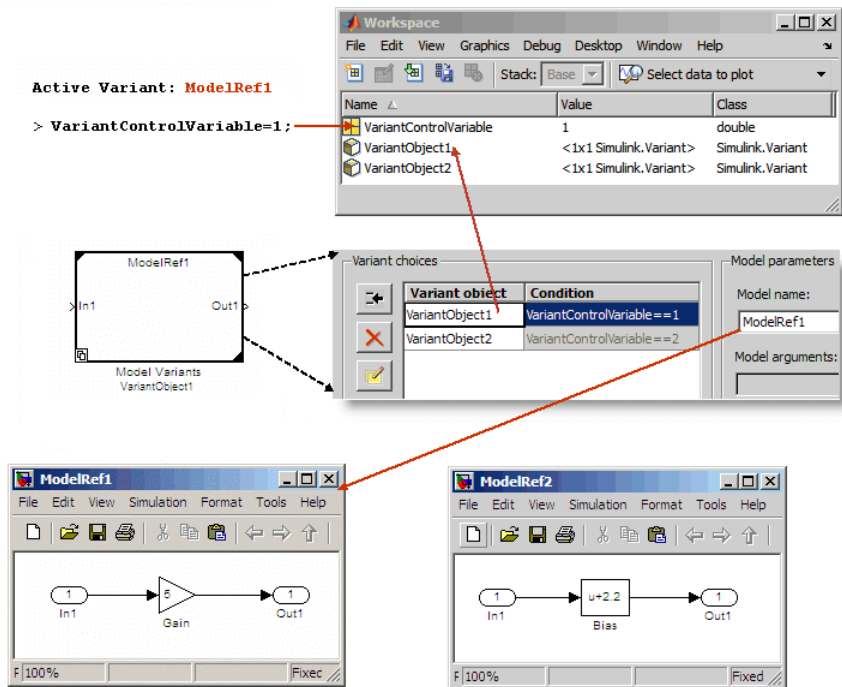 Workspace
File Edit View Graphics Debug Desktop Window Help
Stack: Base Select data to plot
Name Value Class
VariantControlVariable 1 double
VariantObject1 <1x1 Simulink.Variant> Simulink.Variant
VariantObject2 <1x1 Simulink.Variant> Simulink.Variant
Active Variant: ModelRef1
> VariantControlVariable=1;
ModelRef1
In1 Out1
Model Variants
VariantObject1
Variant choices
Variant object Condition
VariantObject1 VariantControlVariable==1
VariantObject2 VariantControlVariable==2
Model parameters
Model name:
ModelRef1
Model arguments:
ModelRef1
File Edit View Simulation Format Tools Help
1 5 1
In1 Gain Out1
F 100% Fixec
ModelRef2
File Edit View Simulation Format Tools Help
1 u+2.2 1
In1 Bias Out1
F 100% Fixed